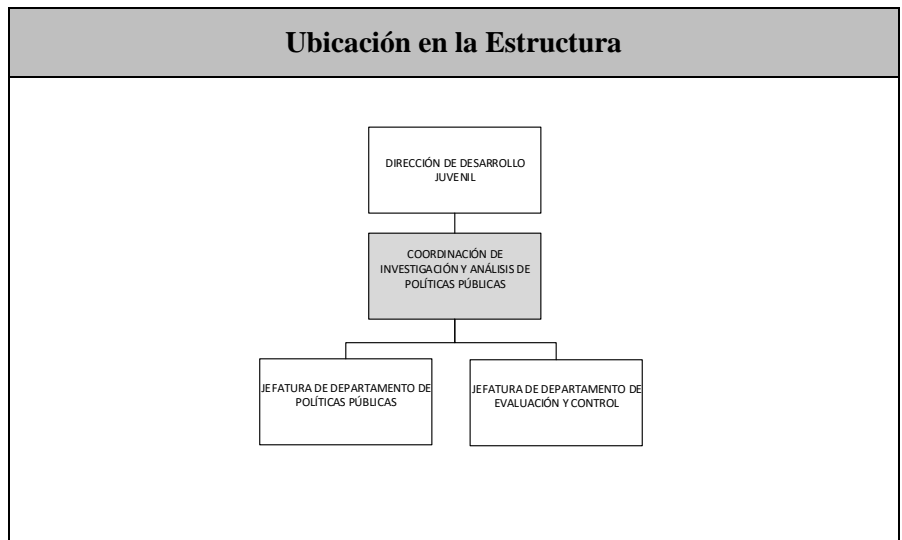 Ubicación en la Estructura
DIRECCIÓN DE DESARROLLO
JUVENIL
COORDINACIÓN DE
INVESTIGACIÓN Y ANÁLISIS DE
POLÍTICAS PÚBLICAS
JEFATURA DE DEPARTAMENTO DE
POLÍTICAS PÚBLICAS
JEFATURA DE DEPARTAMENTO DE
EVALUACIÓN Y CONTROL